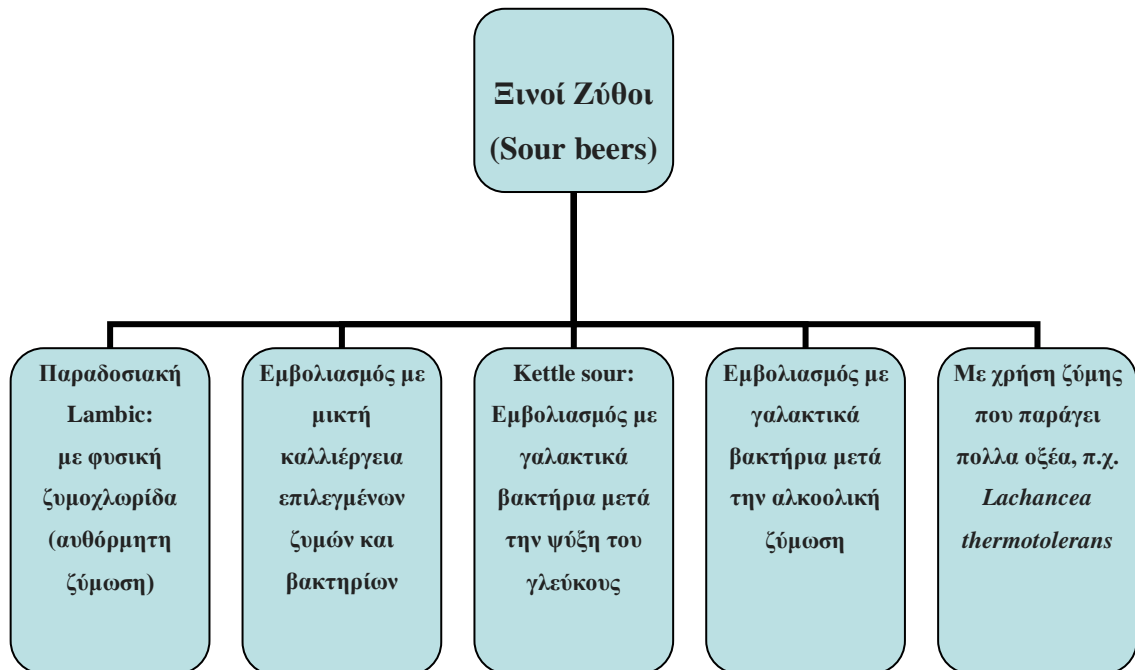 Ξινοί Ζύθοι
(Sour beers)
Παραδοσιακή
Lambic:
με φυσική
ζυμοχλωρίδα
(αυθόρμητη
ζύμωση)
Εμβολιασμός με
μικτή
καλλιέργεια
επιλεγμένων
ζυμών και
βακτηρίων
Kettle sour:
Εμβολιασμός με
γαλακτικά
βακτήρια μετά
την ψύξη του
γλεύκους
Εμβολιασμός με
γαλακτικά
βακτήρια μετά
την αλκοολική
ζύμωση
Με χρήση ζύμης
που παράγει
πολλα οξέα, π.χ.
Lachancea
thermotolerans